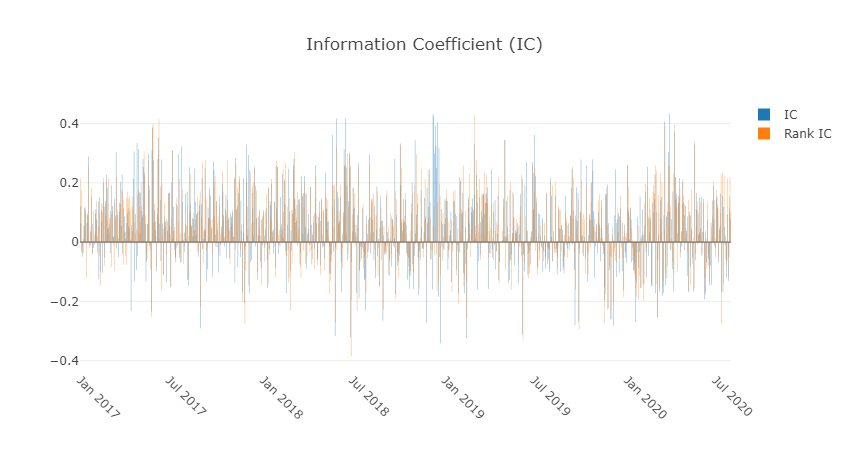 Information Coefficient (IC)
IC
Rank IC
0.4
0.2
0
−0.2
−0.4
Jan 2017
Jul 2017
Jan 2018
Jul 2018
Jan 2019
Jul 2019
Jan 2020
Jul 2020